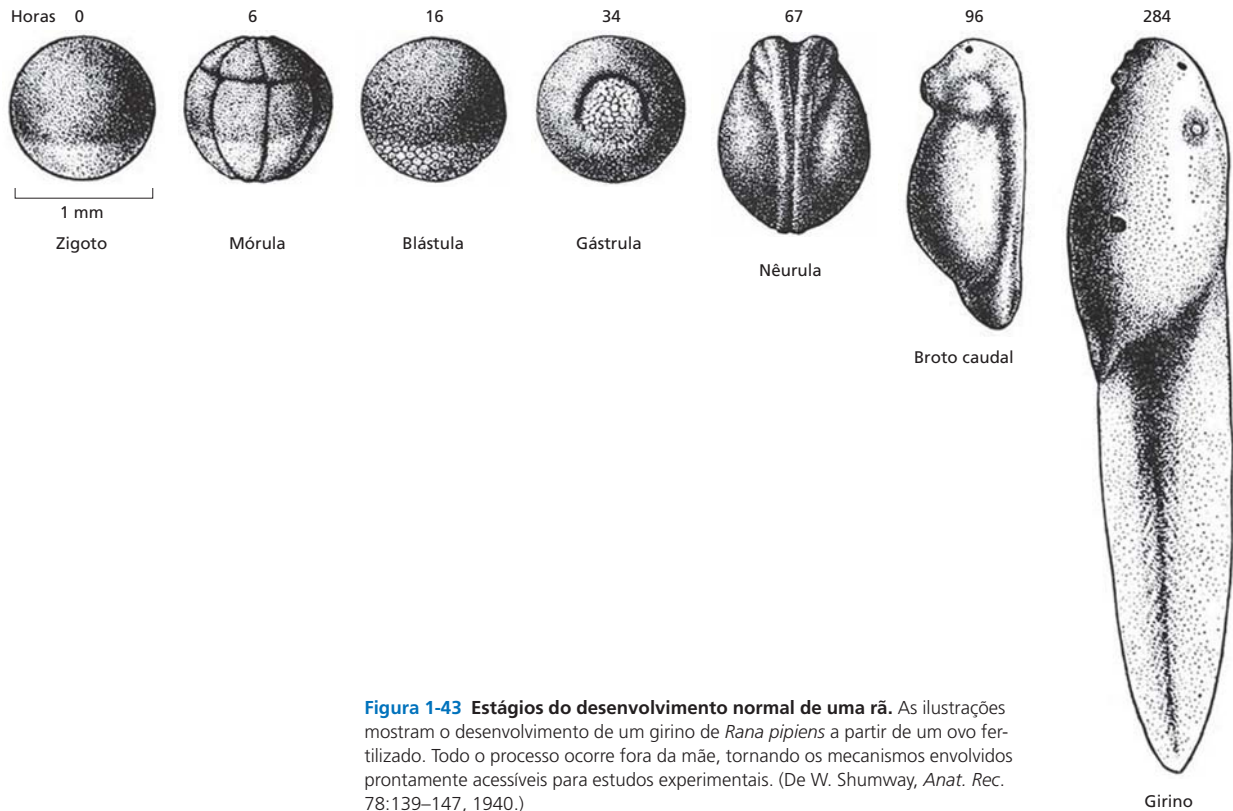 Horas 0 6 16 34 67 96 284
1 mm
Zigoto Mórula Blástula Gástrula
Nêurula
Broto caudal
Figura 1-43 Estágios do desenvolvimento normal de uma rã. As ilustrações
mostram o desenvolvimento de um girino de Rana pipiens a partir de um ovo fer-
tilizado. Todo o processo ocorre fora da mãe, tornando os mecanismos envolvidos
prontamente acessíveis para estudos experimentais. (De W. Shumway, Anat. Rec.
78:139–147, 1940.)
Girino